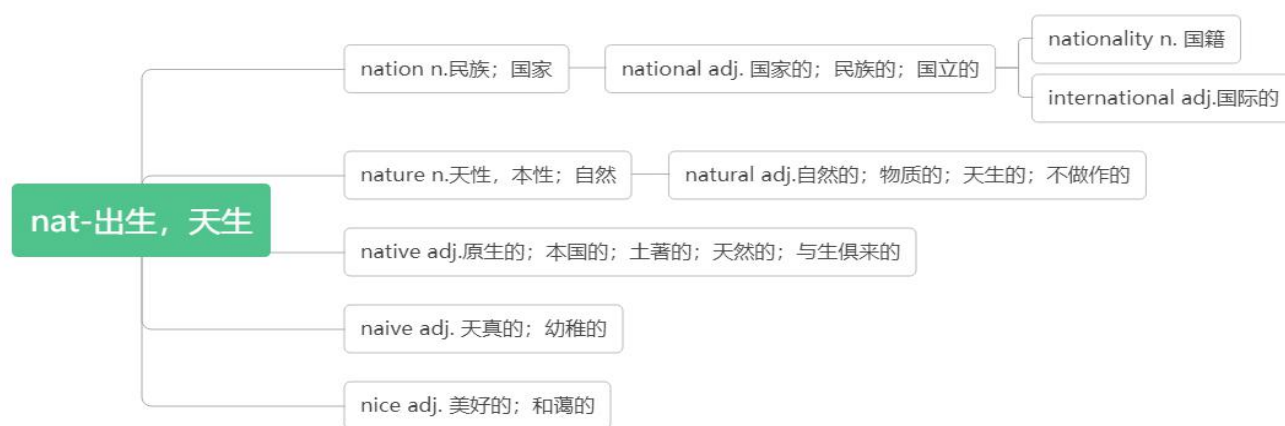 nationality n. 国籍
nation n.民族；国家
national adj. 国家的；民族的；国立的
international adj.国际的
nature n.天性，本性；自然
natural adj.自然的；物质的；天生的；不做作的
nat-出生，天生
native adj.原生的；本国的；土著的；天然的；与生俱来的
naive adj. 天真的；幼稚的
nice adj. 美好的；和蔼的